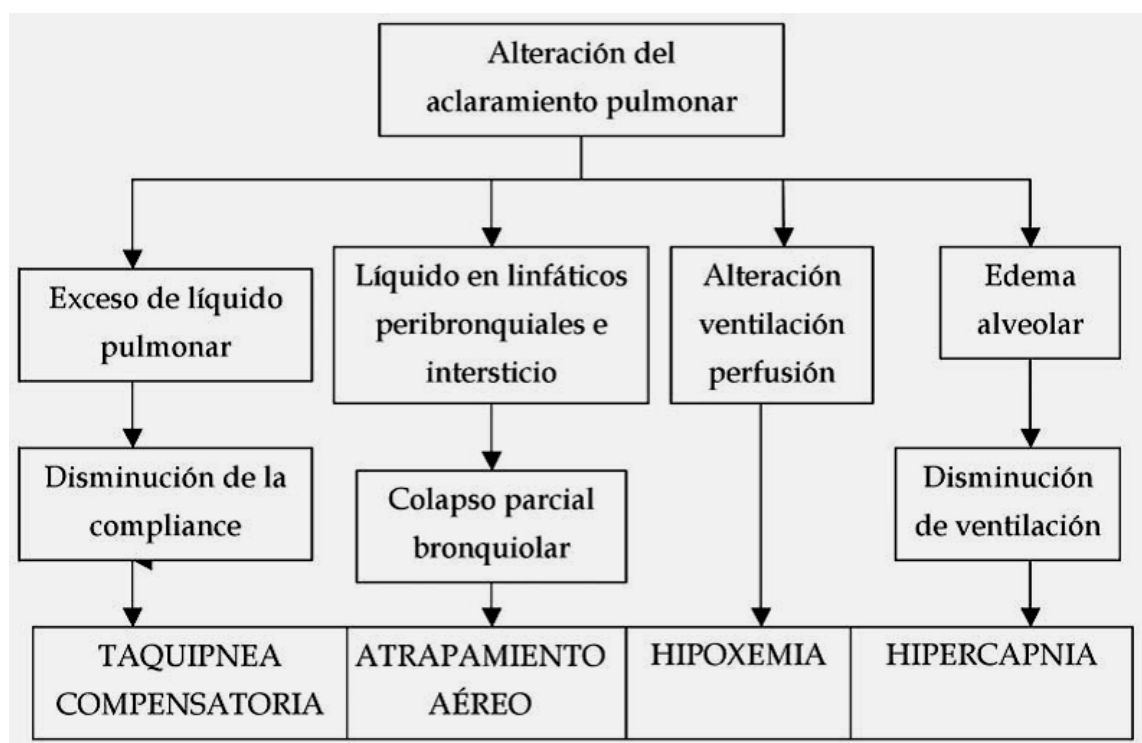 Alteración del
aclaramiento pulmonar
Exceso de líquido
pulmonar
Líquido en linfáticos
peribronquiales e
intersticio
Alteración
ventilación
perfusión
Edema
alveolar
Disminución de la
compliance
Colapso parcial
bronquiolar
Disminución
de ventilación
TAQUIPNEA
COMPENSATORIA
ATRAPAMIENTO
AÉREO
HIPOXEMIA
HIPERCAPNIA